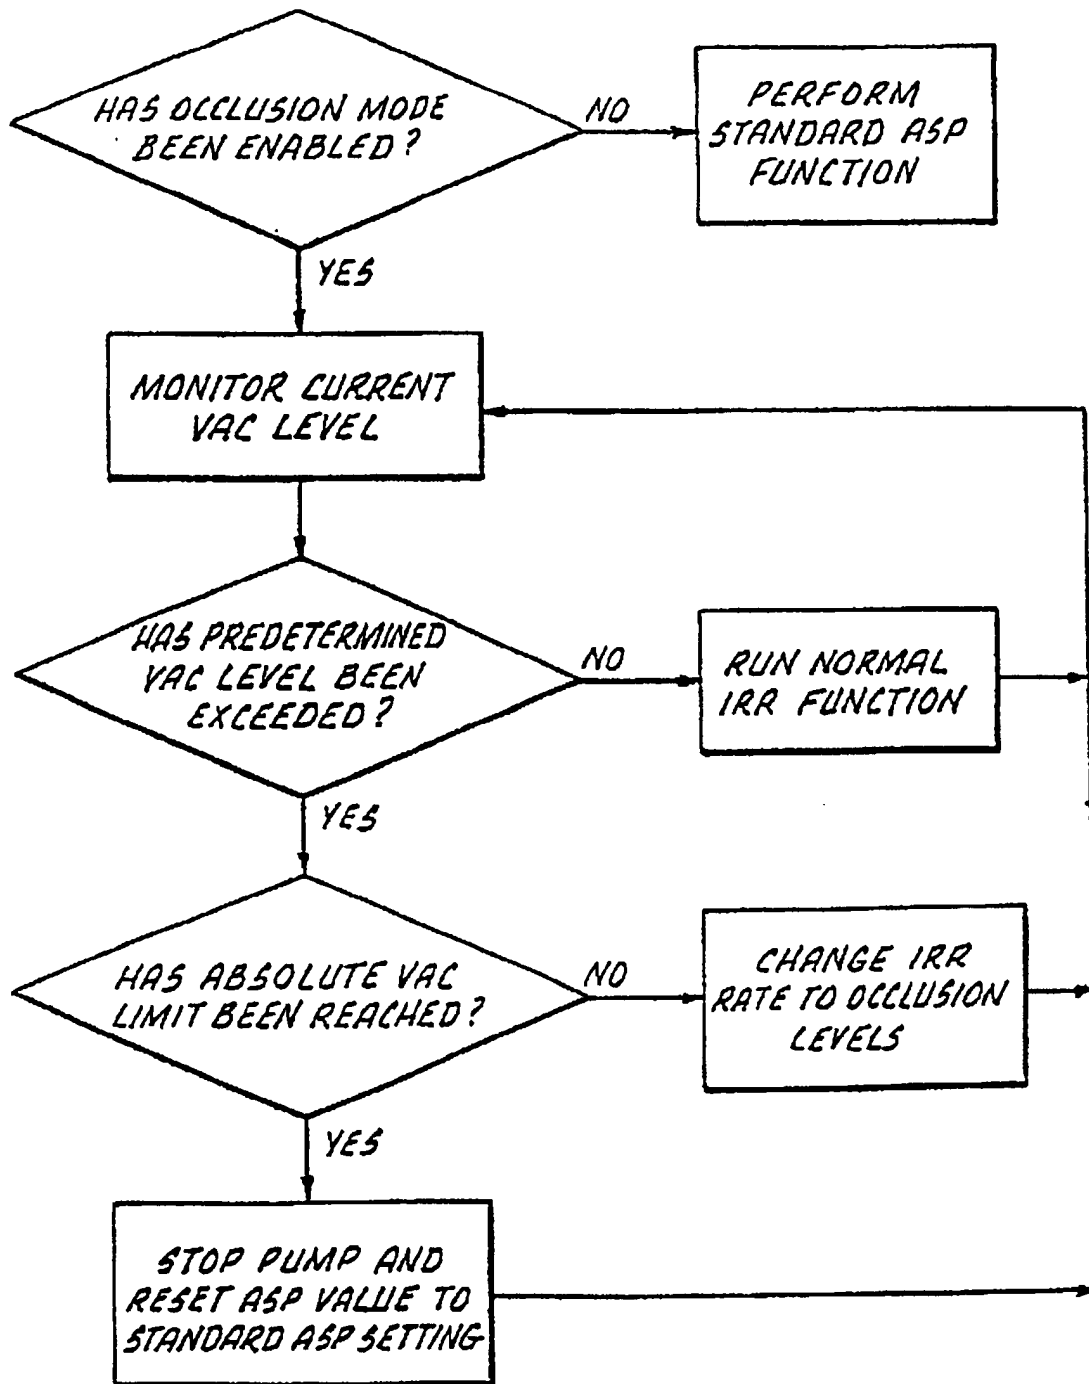 HAS OCCLUSION MODE
BEEN ENABLED?
NO
PERFORM
STANDARD ASP
FUNCTION
YES
MONITOR CURRENT
VAC LEVEL
HAS PREDETERMINED
VAC LEVEL BEEN
EXCEEDED?
NO
RUN NORMAL
IRR FUNCTION
YES
HAS ABSOLUTE VAC
LIMIT BEEN REACHED?
NO
CHANGE IRR
RATE TO OCCLUSION
LEVELS
YES
STOP PUMP AND
RESET ASP VALUE TO
STANDARD ASP SETTING